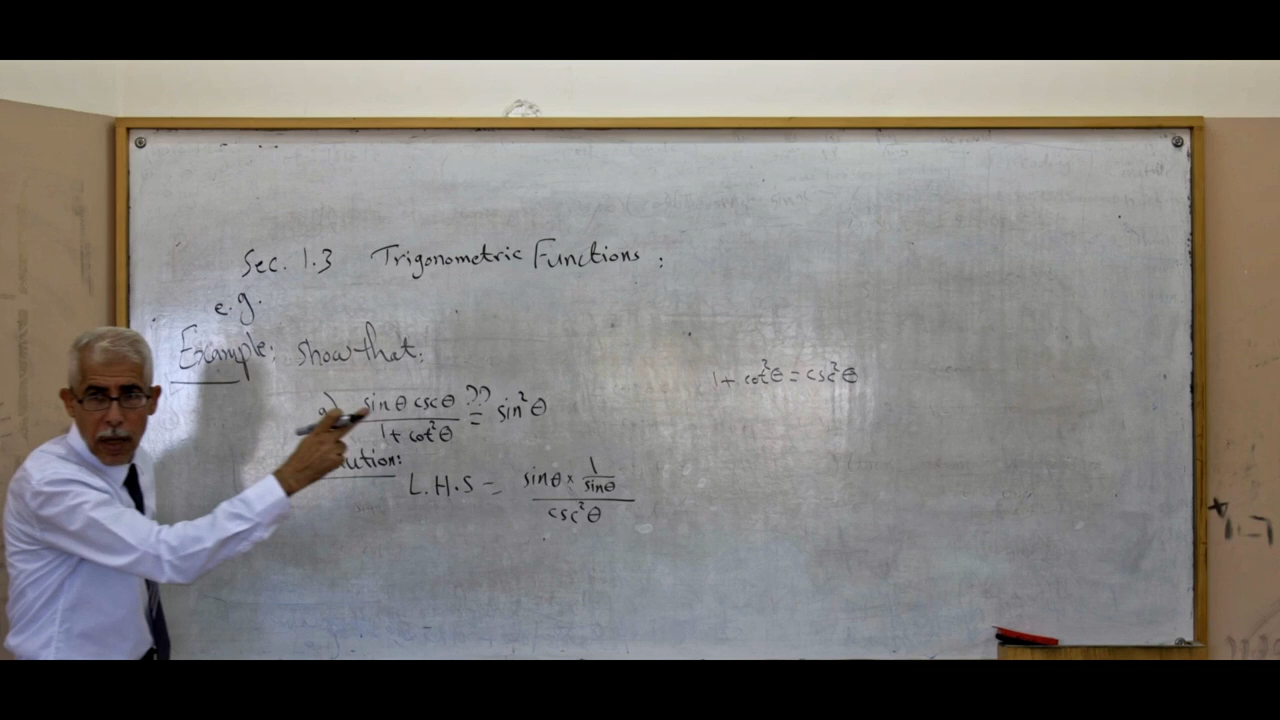 Sec. 1.3 Trigonometric Functions:
e.g.
Example: show that:
1 + cot²θ = csc²θ
a) sinθ cscθ / 1 + cot²θ ?? = sin²θ
L.H.S = sinθ × 1/sinθ / csc²θ